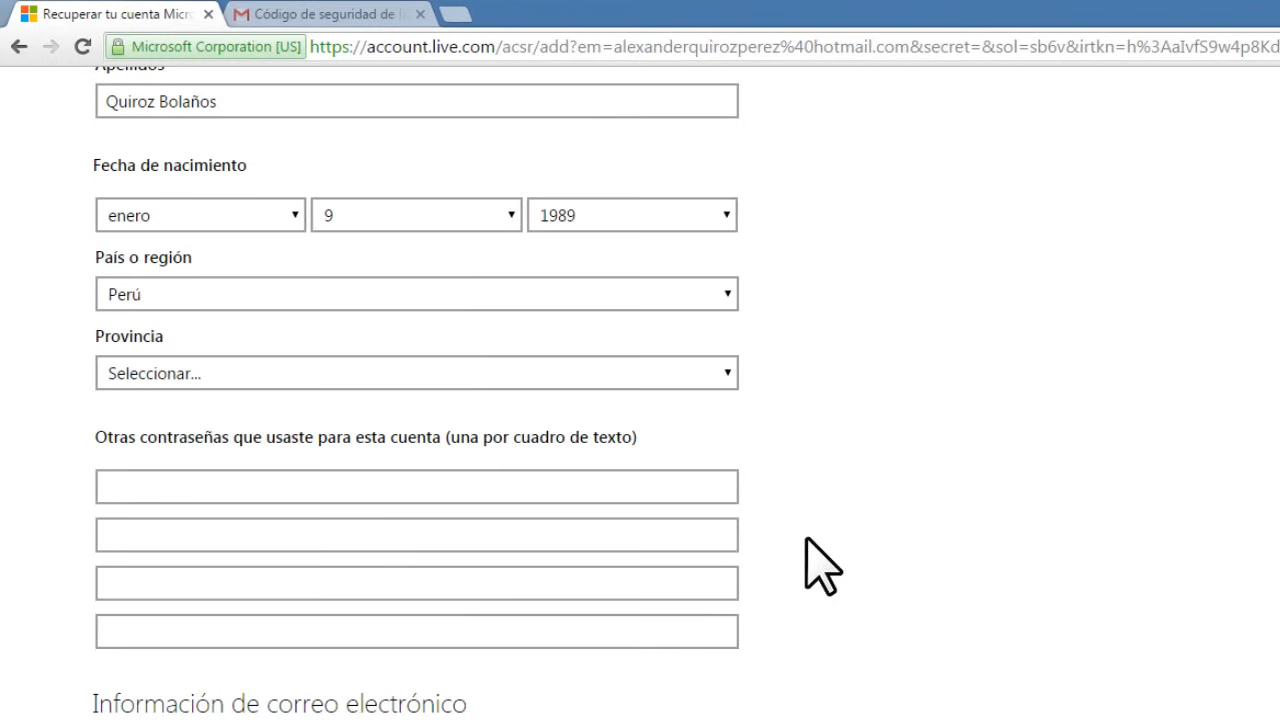 Recuperar tu cuenta Micr
Código de seguridad de
Microsoft Corporation [US]
https://account.live.com/acsr/add?em=alexanderquirozperez%40hotmail.com&secret=&sol=sb6v&irtkn=h%3AaIvfS9w4p8Kd
Apellidos
Quiroz Bolaños
Fecha de nacimiento
enero 9 1989
País o región
Perú
Provincia
Seleccionar...
Otras contraseñas que usaste para esta cuenta (una por cuadro de texto)
Información de correo electrónico